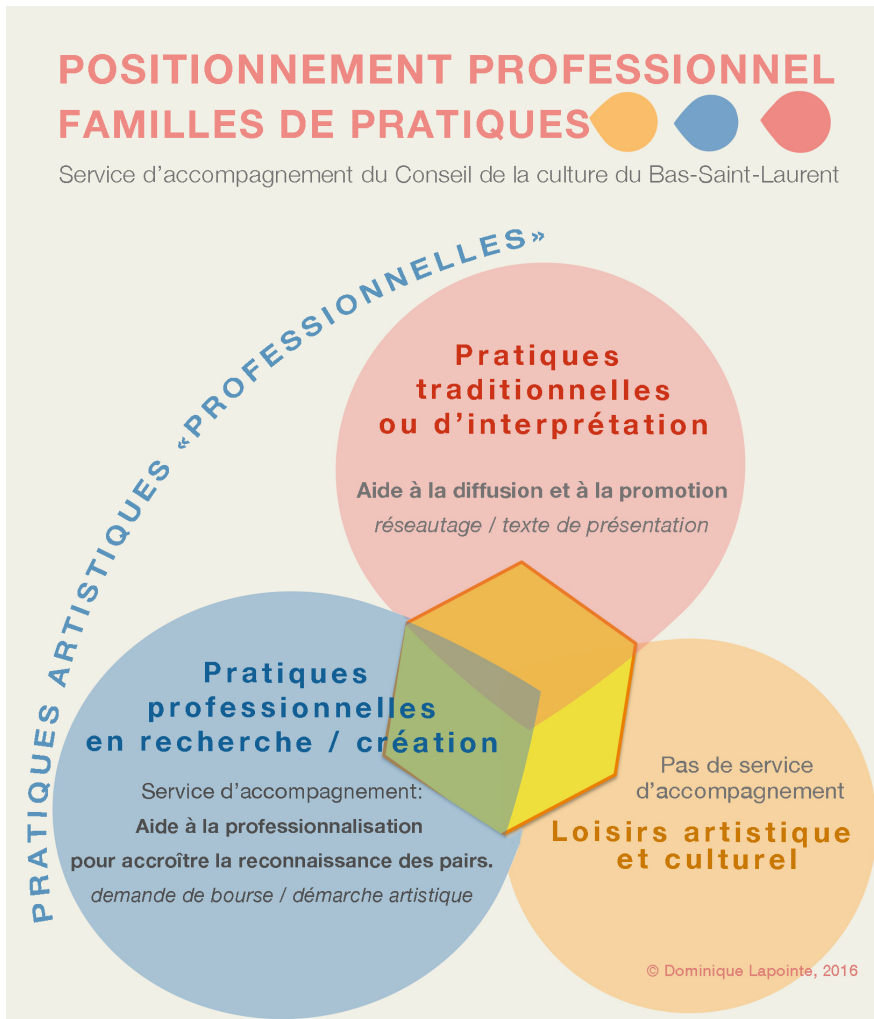 POSITIONNEMENT PROFESSIONNEL
FAMILLES DE PRATIQUES
Service d'accompagnement du Conseil de la culture du Bas-Saint-Laurent
PRATIQUES ARTISTIQUES «PROFESSIONNELLES»
Pratiques
traditionnelles
ou d'interprétation
Aide à la diffusion et à la promotion
réseautage / texte de présentation
Pratiques
professionnelles
en recherche / création
Service d'accompagnement:
Aide à la professionnalisation
pour accroître la reconnaissance des pairs.
demande de bourse / démarche artistique
Pas de service
d'accompagnement
Loisirs artistique
et culturel
© Dominique Lapointe, 2016